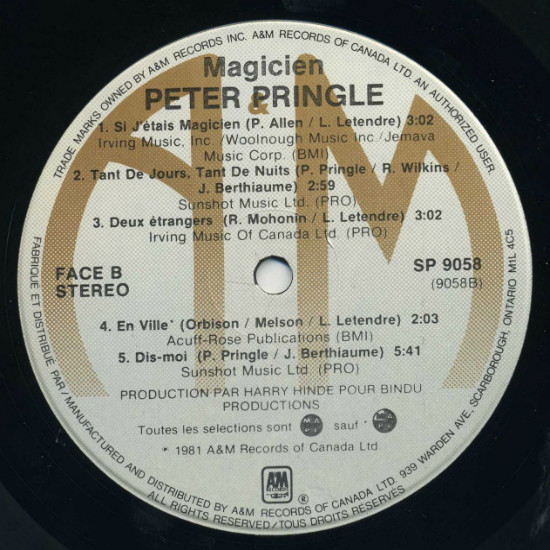 TRADE MARKS OWNED BY A&M RECORDS INC. A&M RECORDS OF CANADA LTD. AN AUTHORIZED USER
Magicien
PETER PRINGLE
1. Si J'étais Magicien (P. Allen / L. Letendre) 3:02
Irving Music, Inc./Woolnough Music Inc./Jemava
Music Corp. (BMI)
2. Tant De Jours, Tant De Nuits (P. Pringle / R. Wilkins /
J. Berthiaume) 2:59
Sunshot Music Ltd. (PRO)
3. Deux étrangers (R. Mohonin / L. Letendre) 3:02
Irving Music Of Canada Ltd. (PRO)
FACE B
STEREO
SP 9058
(9058B)
4. En Ville* (Orbison / Melson / L. Letendre) 2:03
Acuff-Rose Publications (BMI)
5. Dis-moi (P. Pringle / J. Berthiaume) 5:41
Sunshot Music Ltd. (PRO)
PRODUCTION PAR HARRY HINDE POUR BINDU
PRODUCTIONS
Toutes les selections sont MAPL sauf * MAPL
* 1981 A&M Records of Canada Ltd.
A&M
RECORDS
®
FABRIQUE ET DISTRIBUÉ PAR/MANUFACTURED AND DISTRIBUTED BY A&M RECORDS OF CANADA LTD. 939 WARDEN AVE. SCARBOROUGH, ONTARIO M1L 4C5
ALL RIGHTS RESERVED/TOUS DROITS RESERVÉS